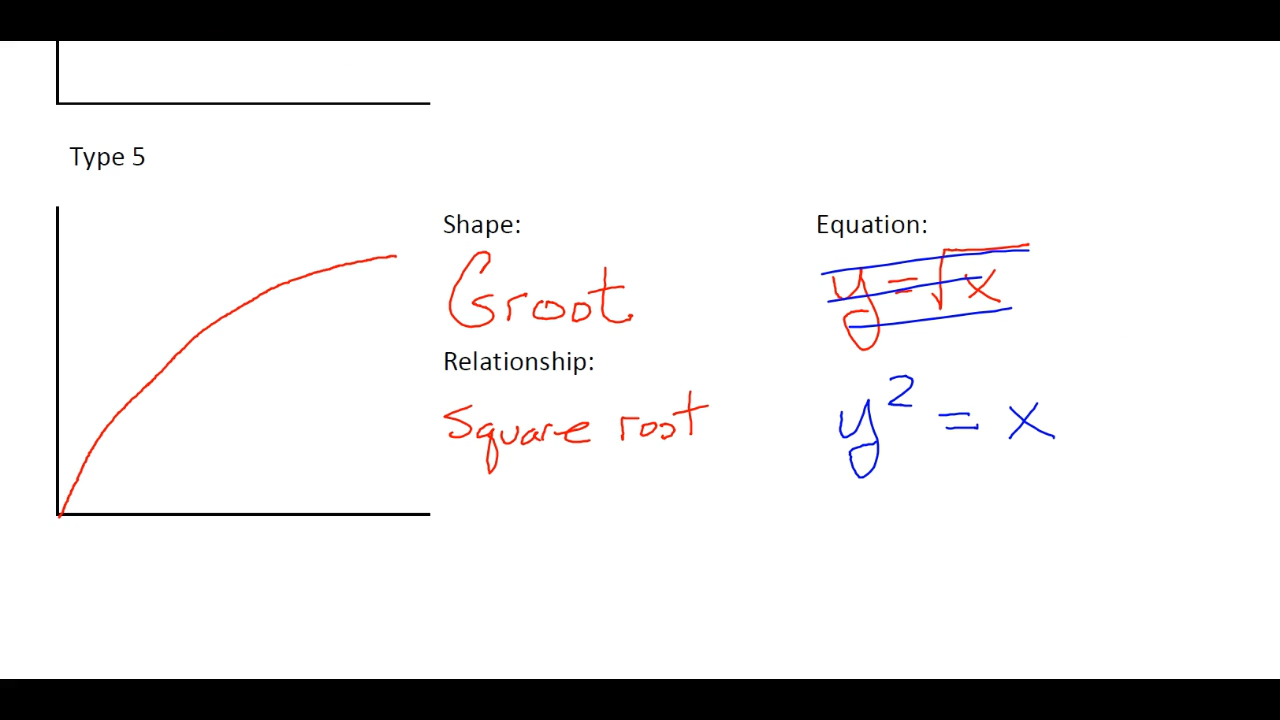 Type 5
Shape:
Groot
Relationship:
square root
Equation:
y = √x
y² = x